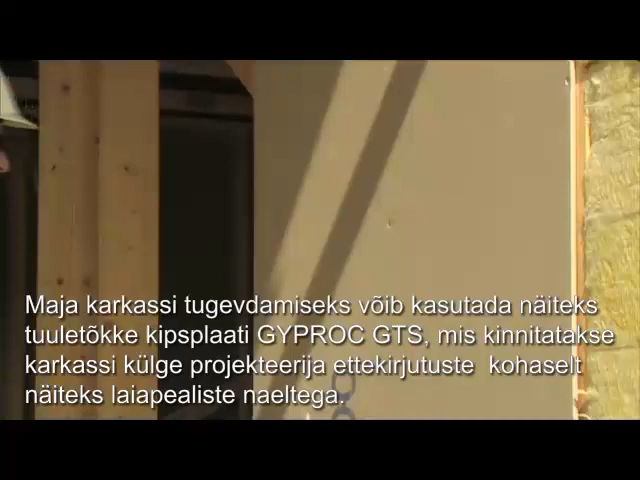 Maja karkassi tugevdamiseks võib kasutada näiteks
tuuletõkke kipsplaati GYPROC GTS, mis kinnitatakse
karkassi külge projekteerija ettekirjutuste kohaselt
näiteks laiapealiste naeltega.